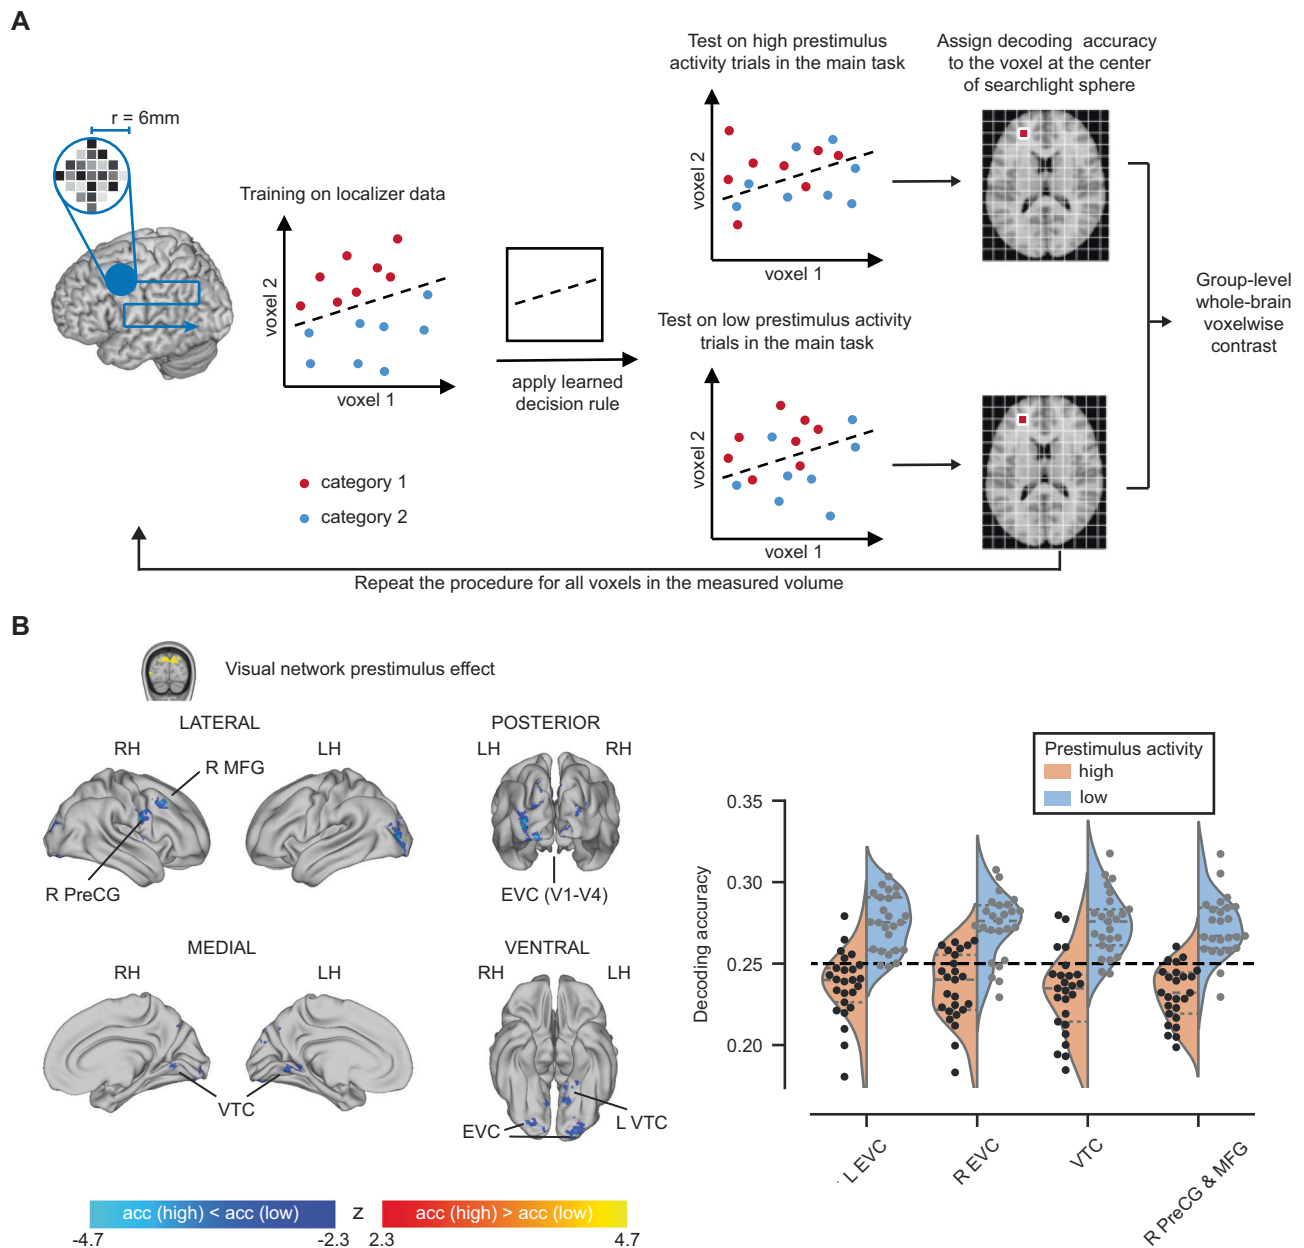 A
r = 6mm
Training on localizer data
voxel 2
voxel 1
category 1
category 2
apply learned
decision rule
Test on high prestimulus
activity trials in the main task
voxel 2
voxel 1
Test on low prestimulus activity
trials in the main task
voxel 2
voxel 1
Assign decoding accuracy
to the voxel at the center
of searchlight sphere
Group-level
whole-brain
voxelwise
contrast
Repeat the procedure for all voxels in the measured volume
B
Visual network prestimulus effect
LATERAL
RH
LH
R MFG
R PreCG
POSTERIOR
LH
RH
EVC (V1-V4)
MEDIAL
RH
LH
VTC
VENTRAL
RH
LH
EVC
L VTC
acc (high) < acc (low)
z
acc (high) > acc (low)
-4.7
-2.3
2.3
4.7
Prestimulus activity
high
low
Decoding accuracy
0.35
0.30
0.25
0.20
L EVC
R EVC
VTC
R PreCG & MFG